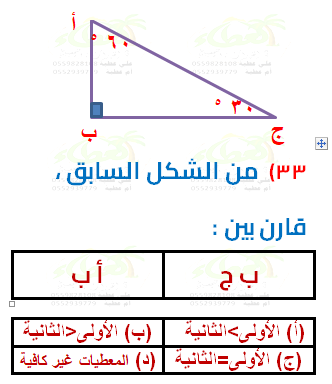 أ
٦٠ °
٣٠ °
ب
ج
٣٣) من الشكل السابق ،
قارن بين :
ب ج
أ ب
(أ) الأولى>الثانية
(ب) الأولى<الثانية
(ج) الأولى=الثانية
(د) المعطيات غير كافية